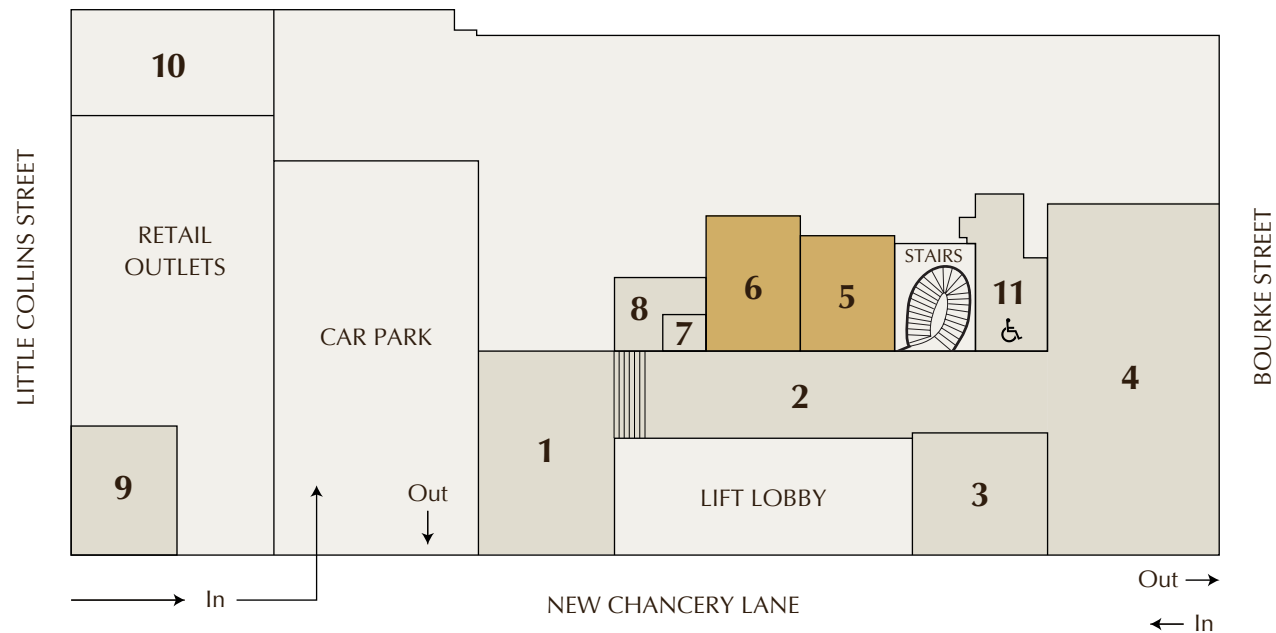 10
LITTLE COLLINS STREET
RETAIL
OUTLETS
CAR PARK
STAIRS
8
7
6
5
11
BOURKE STREET
1
2
4
9
Out
LIFT LOBBY
3
In
NEW CHANCERY LANE
Out
In